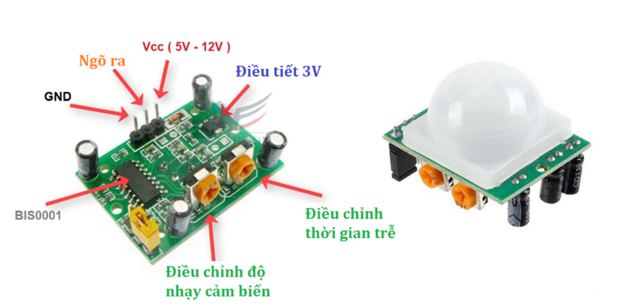 Vcc ( 5V - 12V )
Ngõ ra
Điều tiết 3V
GND
BIS0001
Điều chỉnh
thời gian trễ
Điều chỉnh độ
nhạy cảm biến